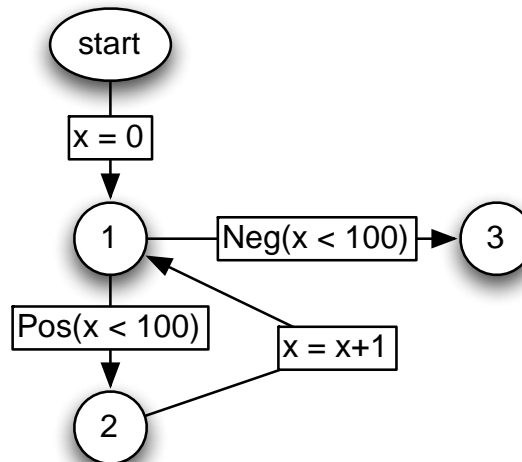 start
x = 0
1
Neg(x < 100)
3
Pos(x < 100)
x = x+1
2